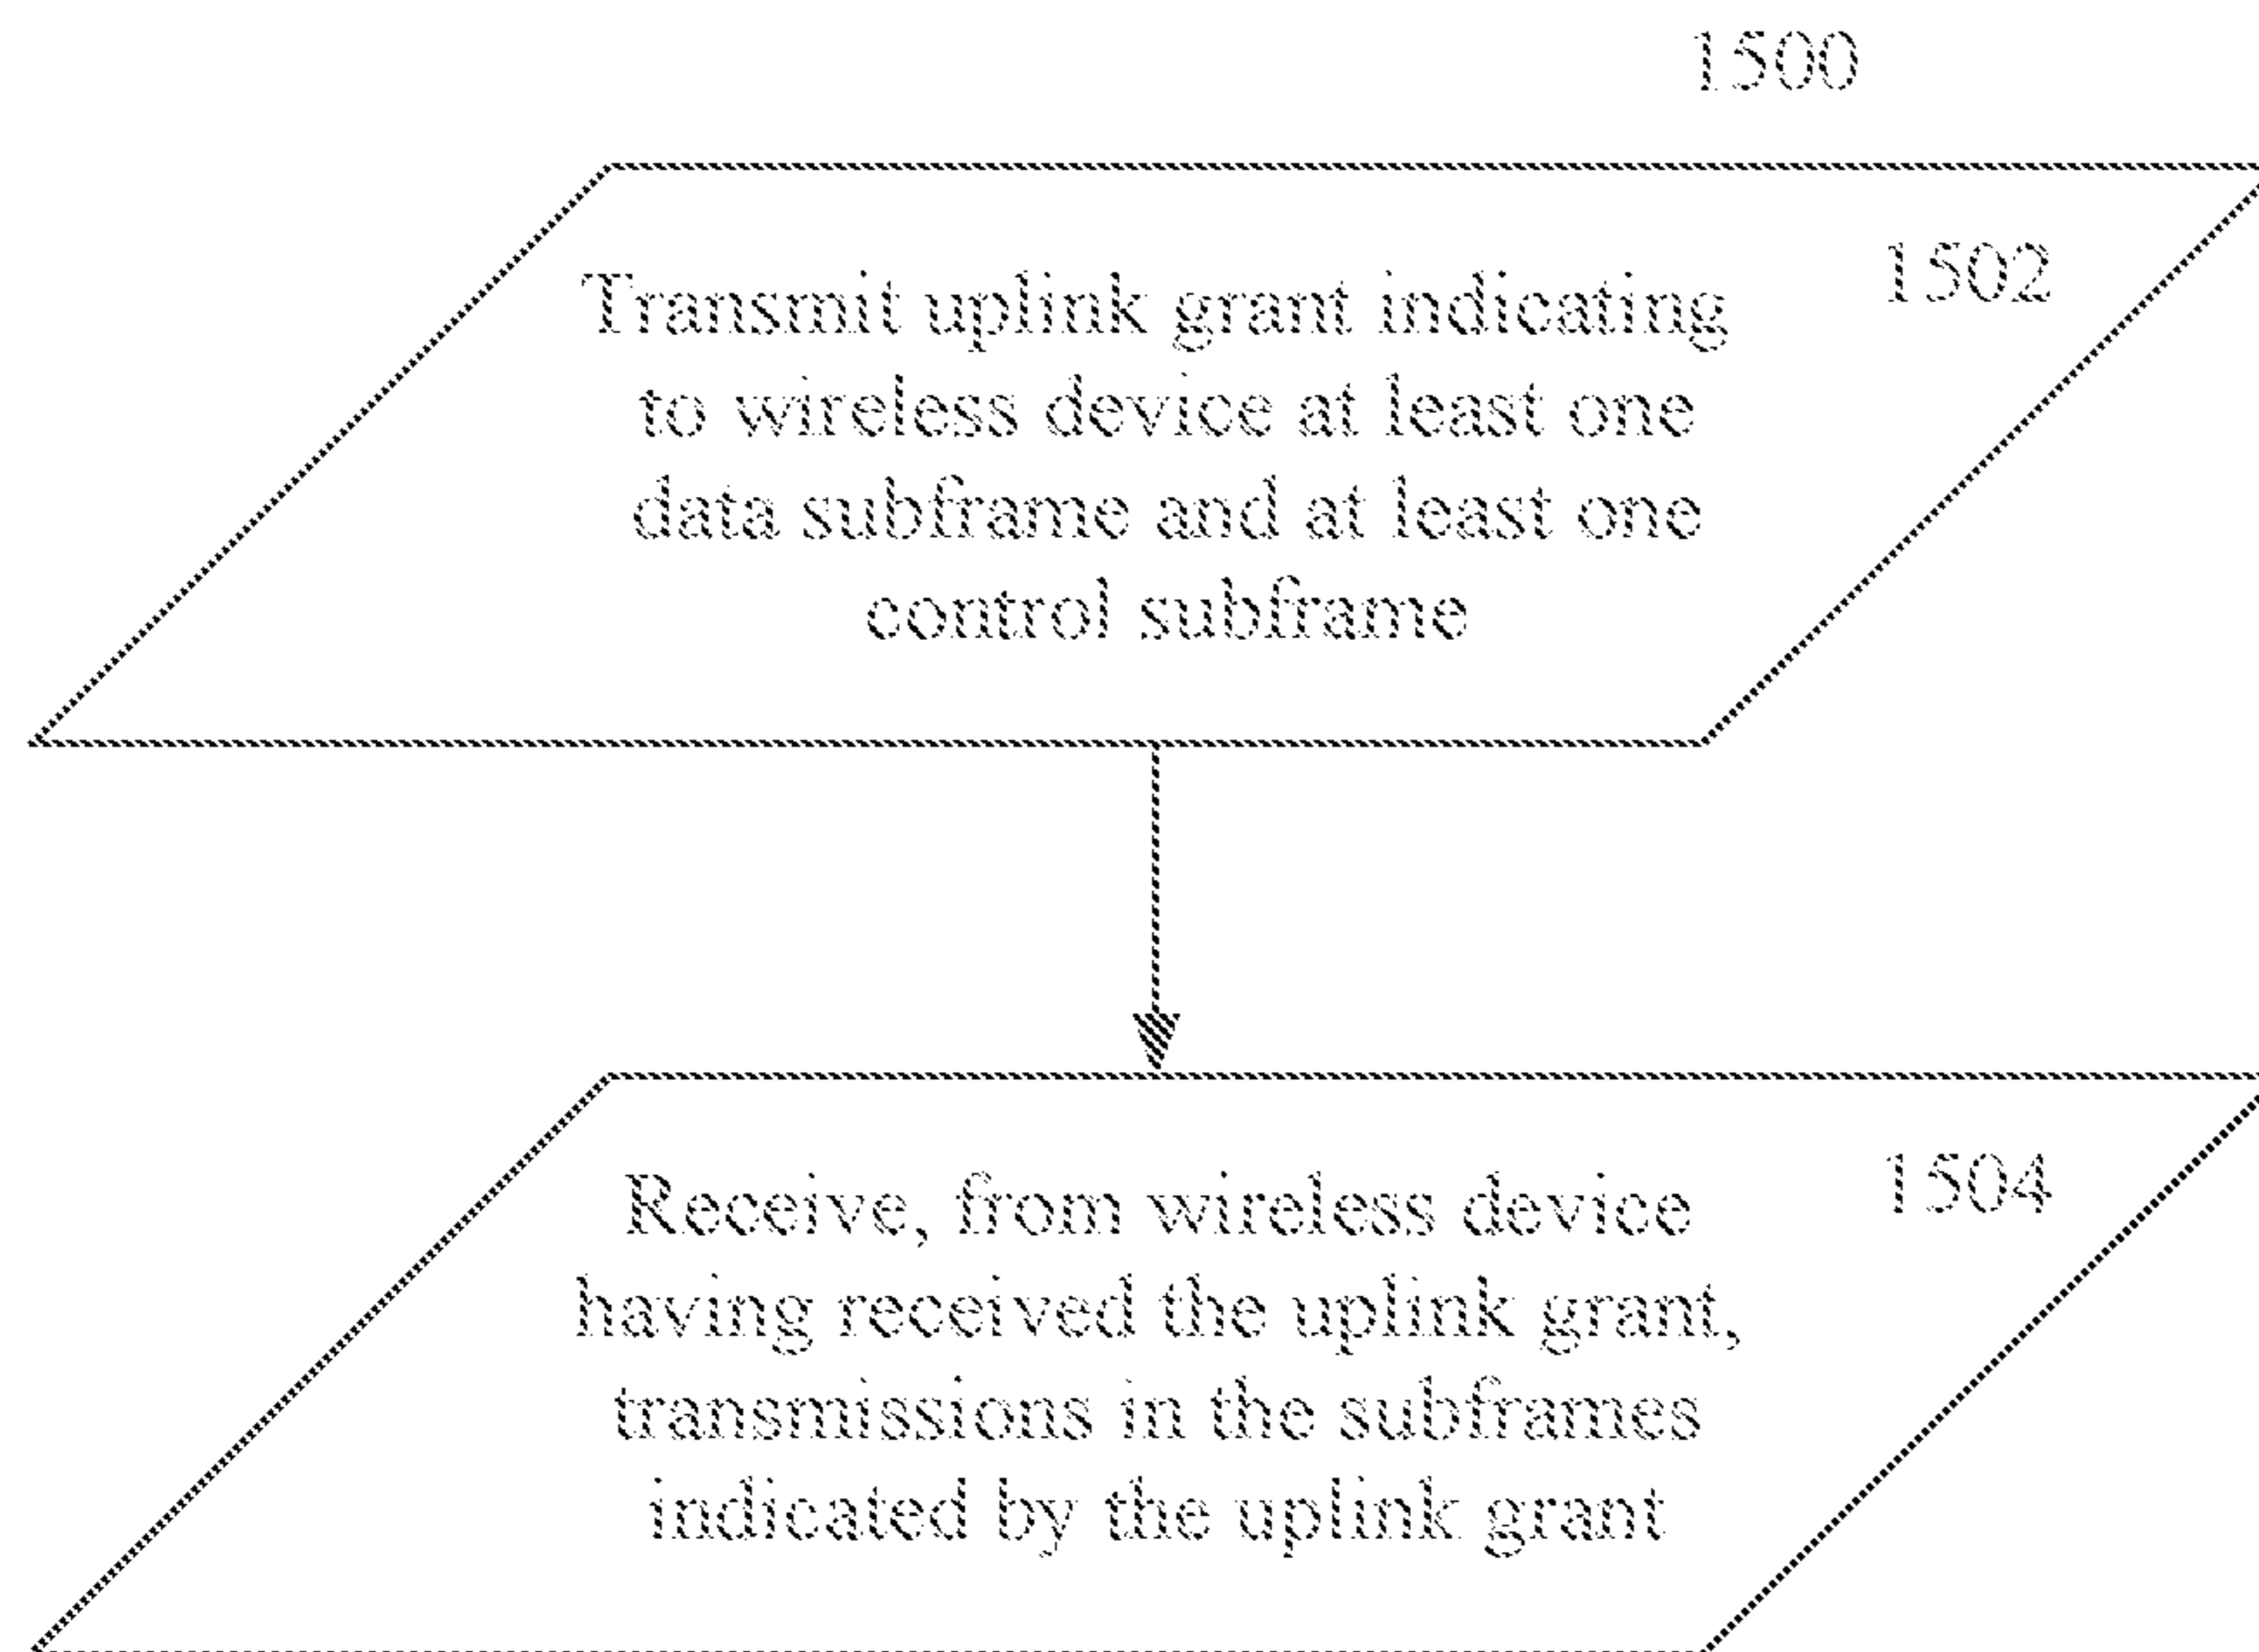 1500
1502
Transmit uplink grant indicating
to wireless device at least one
data subframe and at least one
control subframe
1504
Receive, from wireless device
having received the uplink grant,
transmissions in the subframes
indicated by the uplink grant